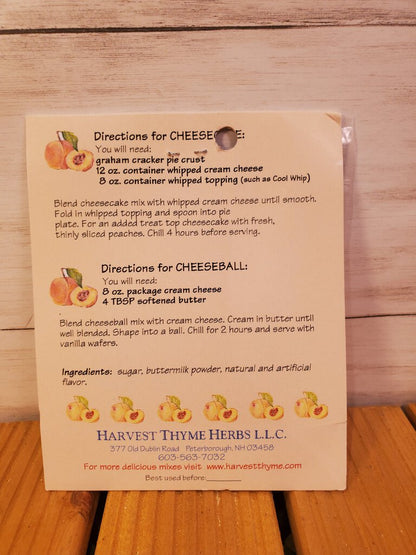 Directions for CHEESECAKE:
You will need:
graham cracker pie crust
12 oz. container whipped cream cheese
8 oz. container whipped topping (such as Cool Whip)
Blend cheesecake mix with whipped cream cheese until smooth.
Fold in whipped topping and spoon into pie
plate. For an added treat top cheesecake with fresh,
thinly sliced peaches. Chill 4 hours before serving.
Directions for CHEESEBALL:
You will need:
8 oz. package cream cheese
4 TBSP softened butter
Blend cheeseball mix with cream cheese. Cream in butter until
well blended. Shape into a ball. Chill for 2 hours and serve with
vanilla wafers.
Ingredients: sugar, buttermilk powder, natural and artificial
flavor.
HARVEST THYME HERBS L.L.C.
377 Old Dublin Road Peterborough, NH 03458
603-563-7032
For more delicious mixes visit www.harvestthyme.com
Best used before:________